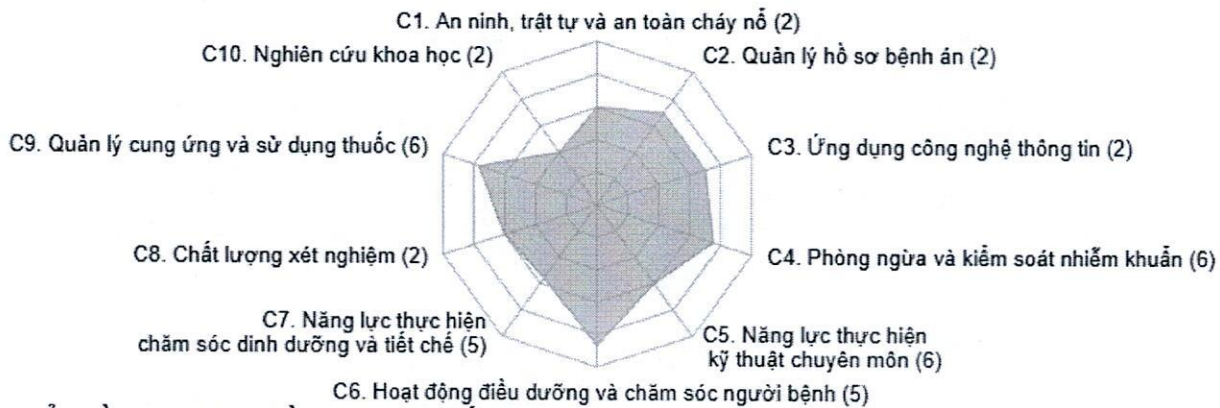 C1. An ninh, trật tự và an toàn cháy nổ (2)
C10. Nghiên cứu khoa học (2)
C2. Quản lý hồ sơ bệnh án (2)
C9. Quản lý cung ứng và sử dụng thuốc (6)
C3. Ứng dụng công nghệ thông tin (2)
C8. Chất lượng xét nghiệm (2)
C4. Phòng ngừa và kiểm soát nhiễm khuẩn (6)
C7. Năng lực thực hiện
chăm sóc dinh dưỡng và tiết chế (5)
C5. Năng lực thực hiện
kỹ thuật chuyên môn (6)
C6. Hoạt động điều dưỡng và chăm sóc người bệnh (5)